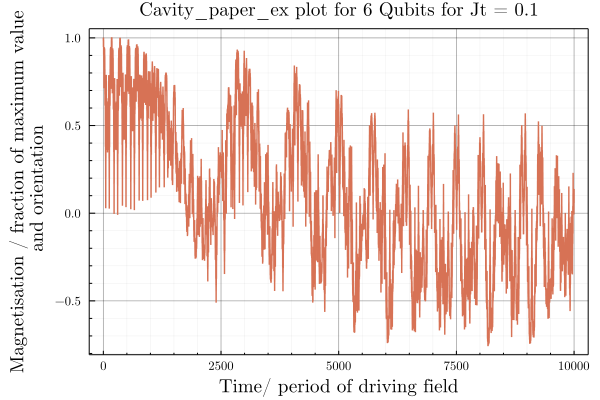 Cavity_paper_ex plot for 6 Qubits for Jt = 0.1
Magnetisation / fraction of maximum value
and orientation
1.0
0.5
0.0
−0.5
0
2500
5000
7500
10000
Time/ period of driving field